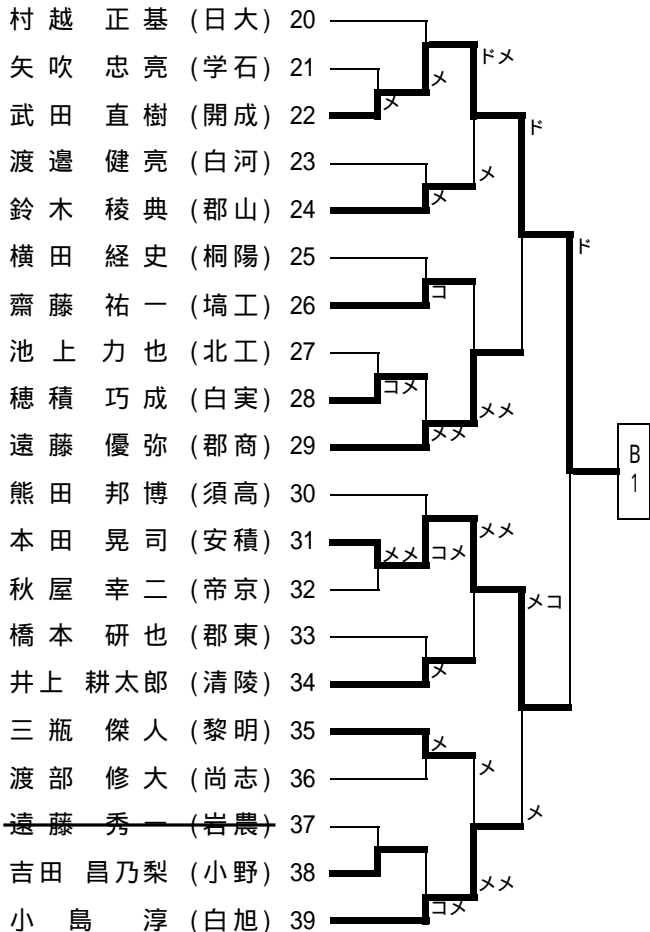 村越 正基 (日大) 20
矢吹 忠亮 (学石) 21
武田 直樹 (開成) 22
渡邉 健亮 (白河) 23
鈴木 稜典 (郡山) 24
横田 経史 (桐陽) 25
齋藤 祐一 (塙工) 26
池上 力也 (北工) 27
穂積 巧成 (白実) 28
遠藤 優弥 (郡商) 29
熊田 邦博 (須高) 30
本田 晃司 (安積) 31
秋屋 幸二 (帝京) 32
橋本 研也 (郡東) 33
井上 耕太郎 (清陵) 34
三瓶 傑人 (黎明) 35
渡部 修大 (尚志) 36
遠藤 秀一 (岩農) 37
吉田 昌乃梨 (小野) 38
小島 淳 (白旭) 39
メ
コメ
メメ
メ
メ
コ
メメ
コメ
メ
メ
コメ
ドメ
メ
メメ
メメ
メ
メメ
ド
メコ
メ
ド
B
1